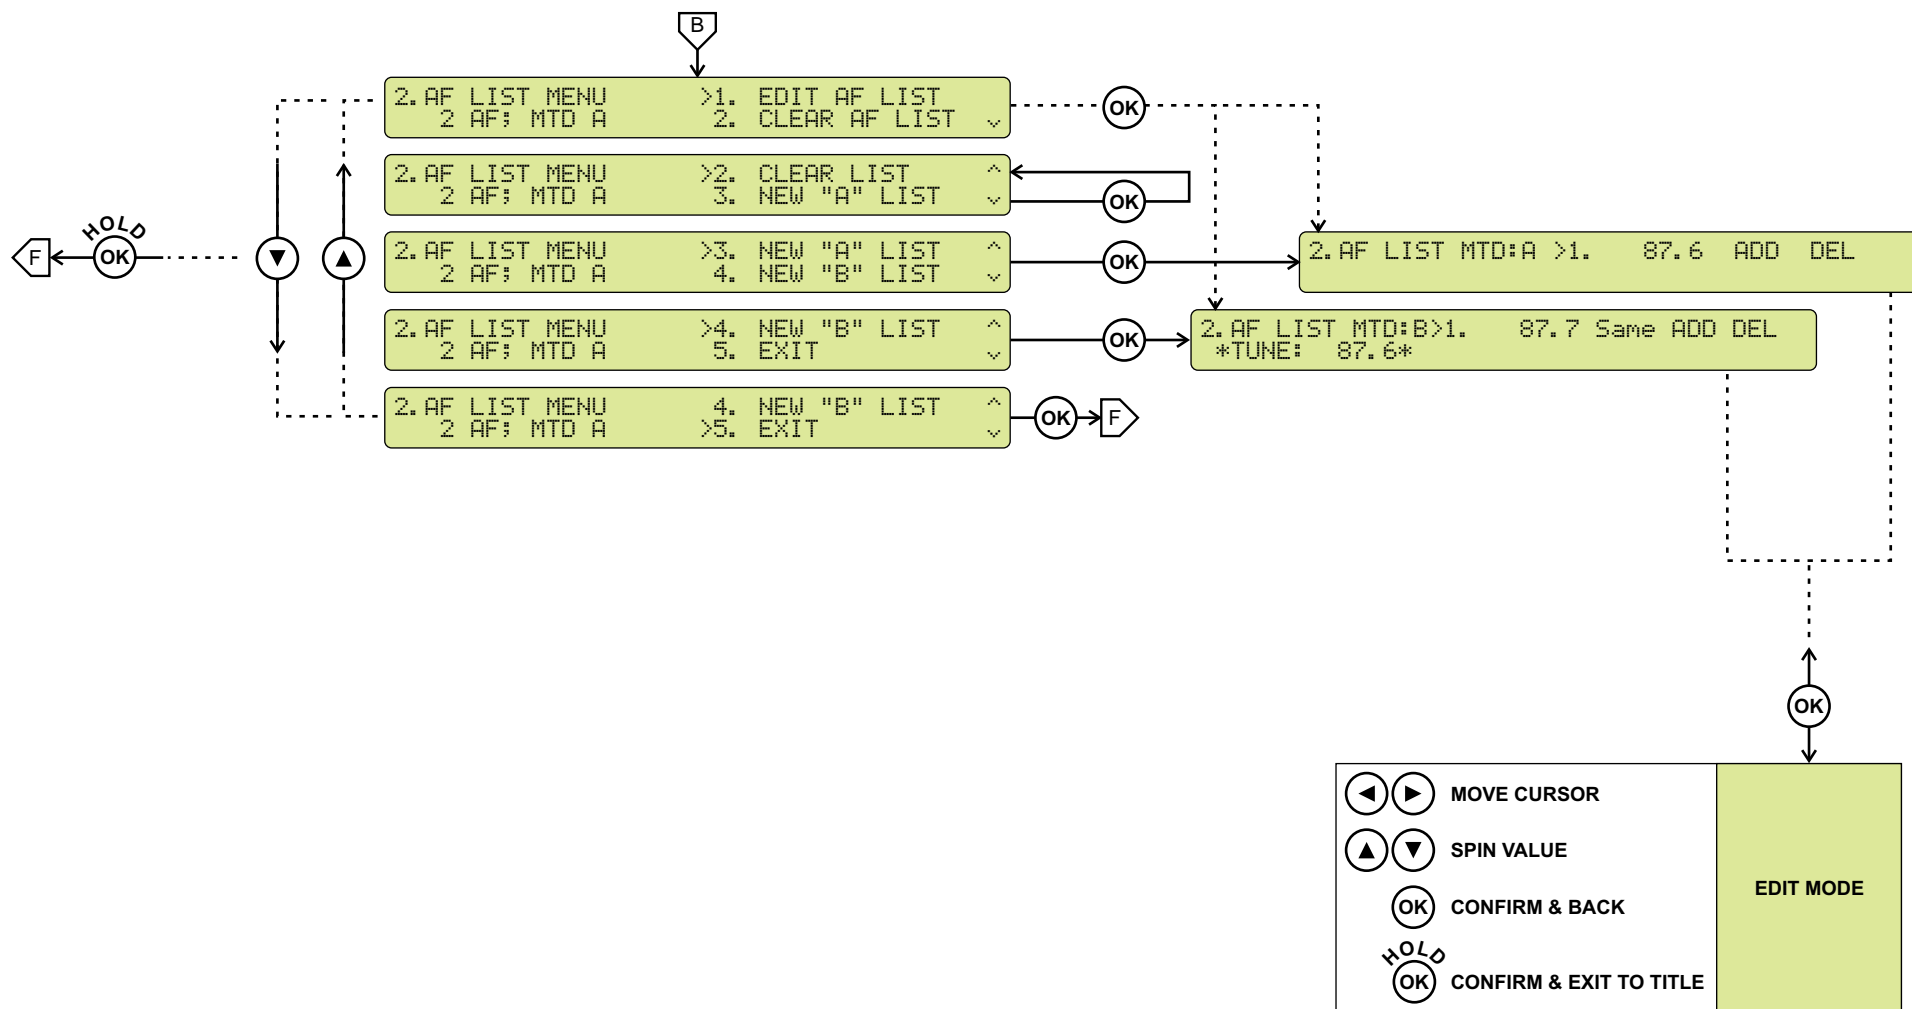 B
2.AF LIST MENU >1. EDIT AF LIST
2 AF; MTD A 2. CLEAR AF LIST
OK
2.AF LIST MENU >2. CLEAR LIST
2 AF; MTD A 3. NEW "A" LIST
OK
HOLD
F OK
2.AF LIST MENU >3. NEW "A" LIST
2 AF; MTD A 4. NEW "B" LIST
OK
2.AF LIST MTD:A >1. 87.6 ADD DEL
2.AF LIST MENU >4. NEW "B" LIST
2 AF; MTD A 5. EXIT
OK
2.AF LIST MTD:B>1. 87.7 Same ADD DEL
*TUNE: 87.6*
2.AF LIST MENU 4. NEW "B" LIST
2 AF; MTD A >5. EXIT
OK F
OK
MOVE CURSOR
SPIN VALUE
OK CONFIRM & BACK
HOLD
OK CONFIRM & EXIT TO TITLE
EDIT MODE